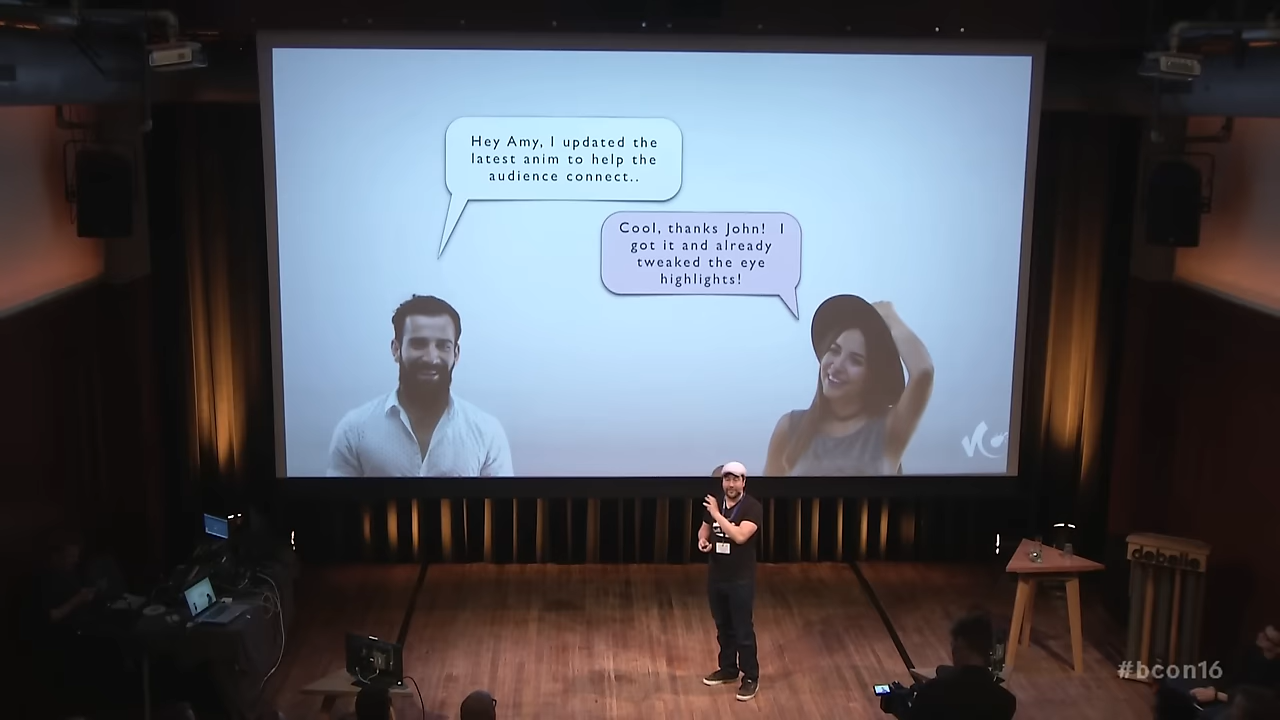 Hey Amy, I updated the
latest anim to help the
audience connect..
Cool, thanks John! I
got it and already
tweaked the eye
highlights!
debalie
#bcon16